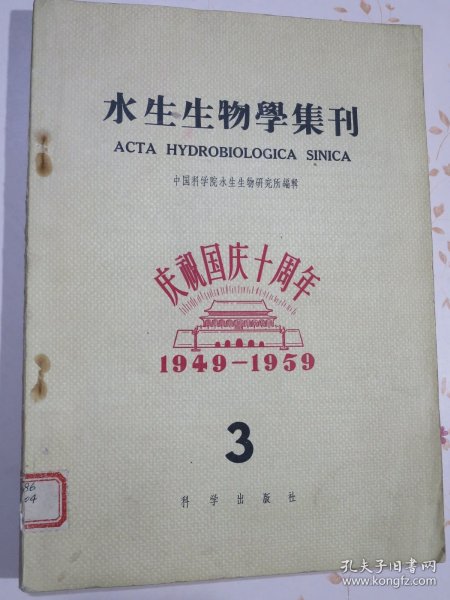 水生生物學集刊
ACTA HYDROBIOLOGICA SINICA
中国科学院水生生物研究所編輯
庆祝国庆十周年
1949-1959
3
科学出版社
孔夫子旧书网
www.kongfz.com